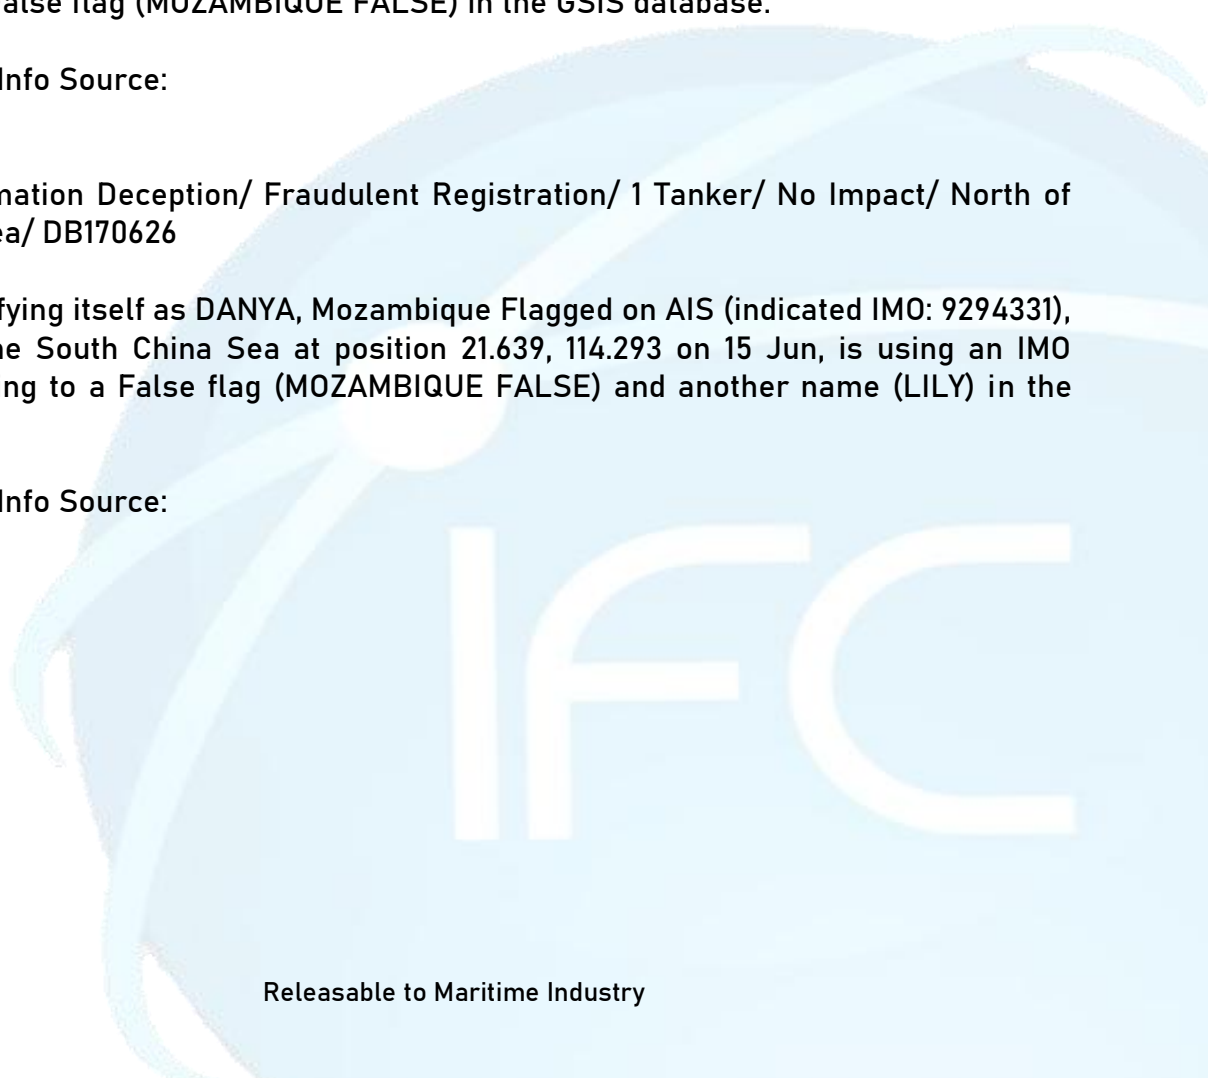 False flag (MOZAMBIQUE FALSE) in the GSIS database.
Info Source:
mation Deception/ Fraudulent Registration/ 1 Tanker/ No Impact/ North of
ea/ DB170626
fying itself as DANYA, Mozambique Flagged on AIS (indicated IMO: 9294331),
he South China Sea at position 21.639, 114.293 on 15 Jun, is using an IMO
ing to a False flag (MOZAMBIQUE FALSE) and another name (LILY) in the
Info Source:
IFC
Releasable to Maritime Industry